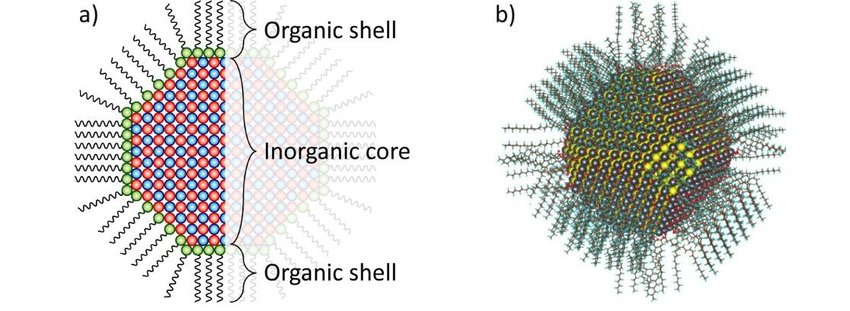 a)
Organic shell
Inorganic core
Organic shell
b)